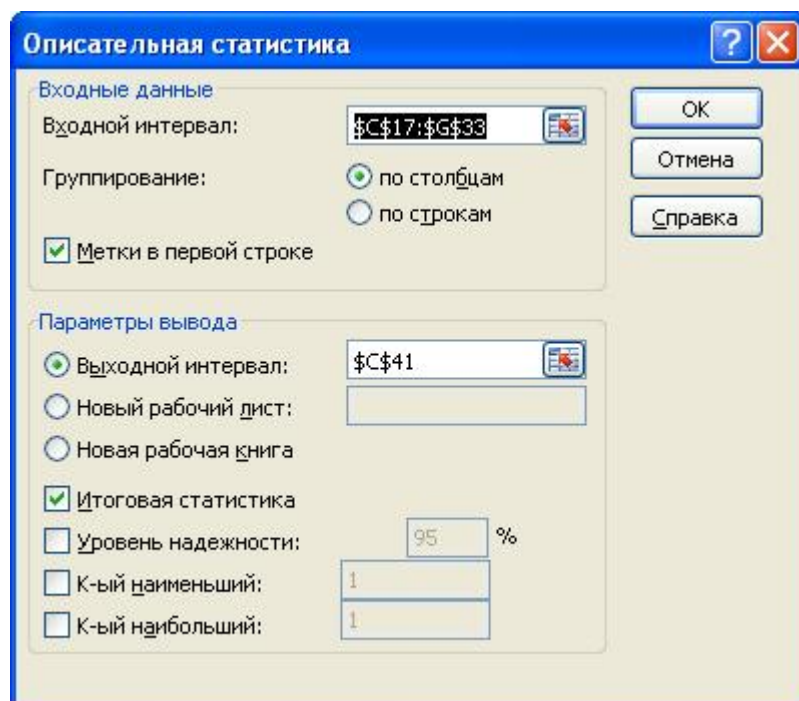 Описательная статистика
Входные данные
Входной интервал: $C$17:$G$33
Группирование: по столбцам
по строкам
Метки в первой строке
OK
Отмена
Справка
Параметры вывода
Выходной интервал: $C$41
Новый рабочий лист:
Новая рабочая книга
Итоговая статистика
Уровень надежности: 95 %
К-ый наименьший: 1
К-ый наибольший: 1